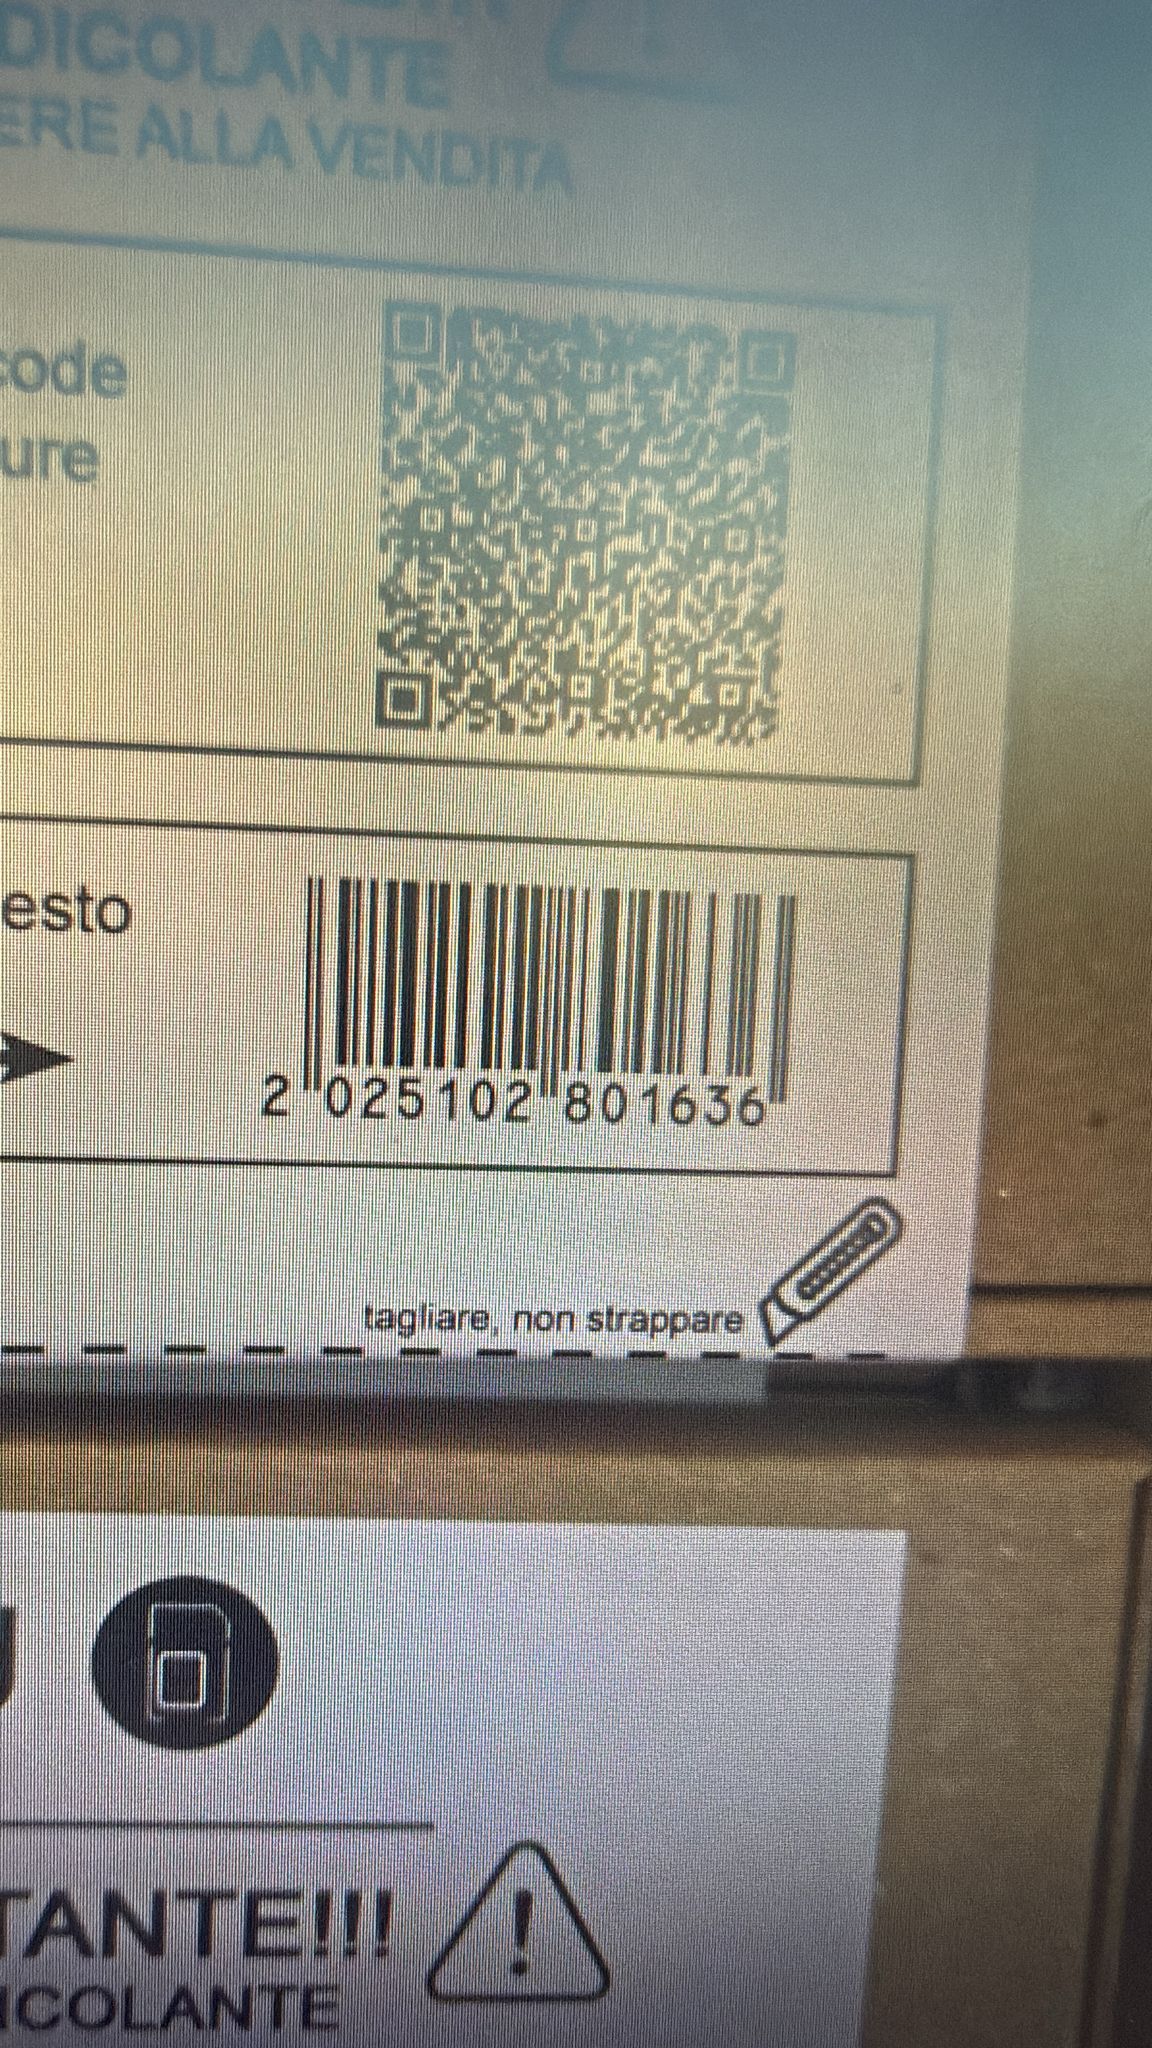 DICOLANTE
ERE ALLA VENDITA
code
ure
esto
2 025102 801636
tagliare, non strappare
TANTE!!!
ICOLANTE